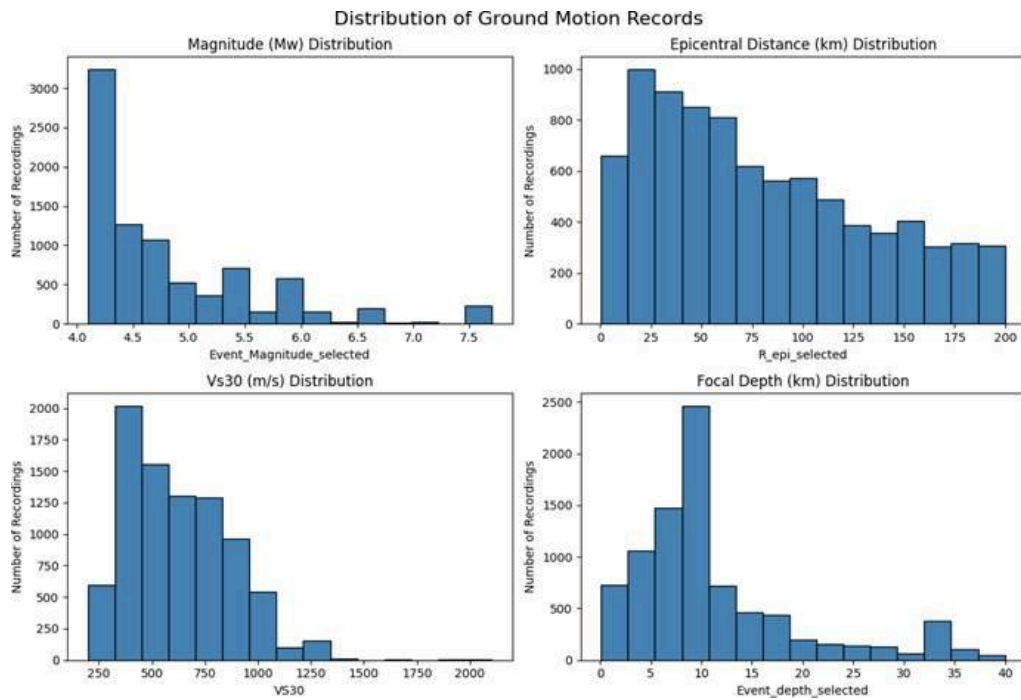 Distribution of Ground Motion Records
Magnitude (Mw) Distribution
Number of Recordings
3000
2500
2000
1500
1000
500
0
4.0 4.5 5.0 5.5 6.0 6.5 7.0 7.5
Event_Magnitude_selected
Epicentral Distance (km) Distribution
Number of Recordings
1000
800
600
400
200
0
0 25 50 75 100 125 150 175 200
R_epi_selected
Vs30 (m/s) Distribution
Number of Recordings
2000
1750
1500
1250
1000
750
500
250
0
250 500 750 1000 1250 1500 1750 2000
VS30
Focal Depth (km) Distribution
Number of Recordings
2500
2000
1500
1000
500
0
0 5 10 15 20 25 30 35 40
Event_depth_selected